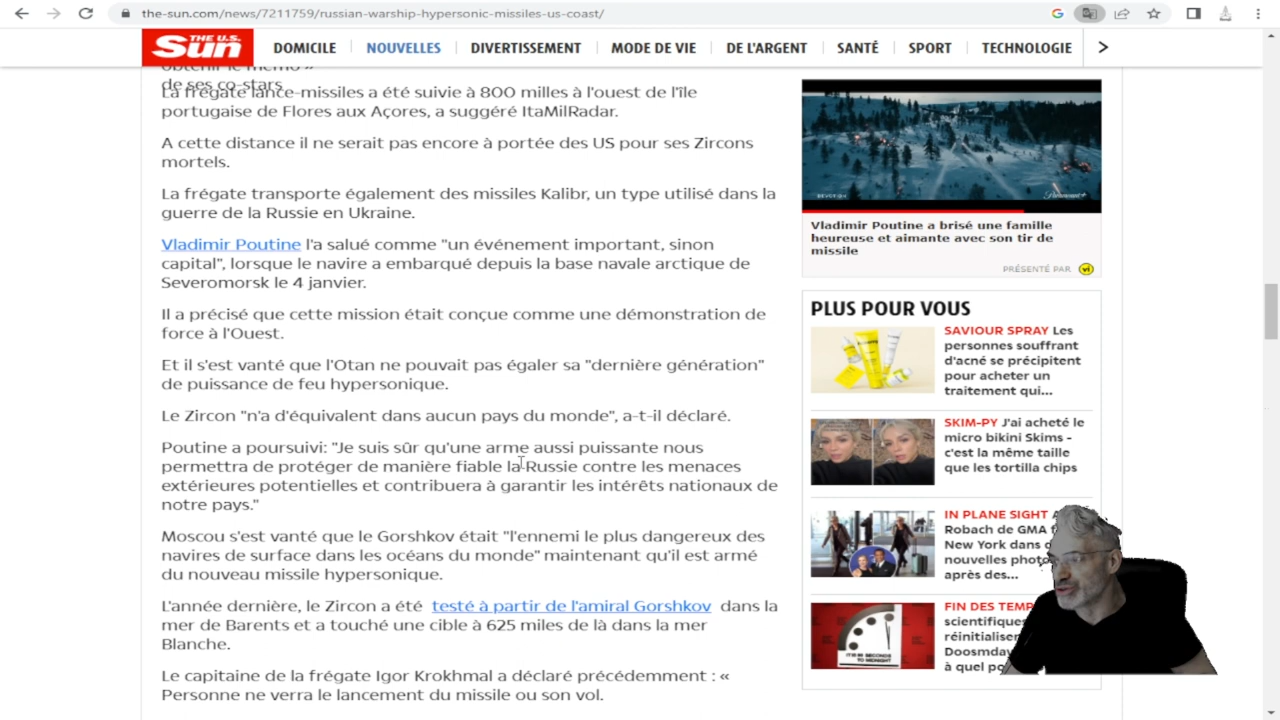 the-sun.com/news/7211759/russian-warship-hypersonic-missiles-us-coast/
THE U.S. Sun
DOMICILE
NOUVELLES
DIVERTISSEMENT
MODE DE VIE
DE L'ARGENT
SANTÉ
SPORT
TECHNOLOGIE
obtenir le mémo »
de ses co-stars
La frégate lance-missiles a été suivie à 800 milles à l'ouest de l'île
portugaise de Flores aux Açores, a suggéré ItaMilRadar.
A cette distance il ne serait pas encore à portée des US pour ses Zircons
mortels.
La frégate transporte également des missiles Kalibr, un type utilisé dans la
guerre de la Russie en Ukraine.
Vladimir Poutine l'a salué comme "un événement important, sinon
capital", lorsque le navire a embarqué depuis la base navale arctique de
Severomorsk le 4 janvier.
Il a précisé que cette mission était conçue comme une démonstration de
force à l'Ouest.
Et il s'est vanté que l'Otan ne pouvait pas égaler sa "dernière génération"
de puissance de feu hypersonique.
Le Zircon "n'a d'équivalent dans aucun pays du monde", a-t-il déclaré.
Poutine a poursuivi: "Je suis sûr qu'une arme aussi puissante nous
permettra de protéger de manière fiable la Russie contre les menaces
extérieures potentielles et contribuera à garantir les intérêts nationaux de
notre pays."
Moscou s'est vanté que le Gorshkov était "l'ennemi le plus dangereux des
navires de surface dans les océans du monde" maintenant qu'il est armé
du nouveau missile hypersonique.
L'année dernière, le Zircon a été testé à partir de l'amiral Gorshkov dans la
mer de Barents et a touché une cible à 625 miles de là dans la mer
Blanche.
Le capitaine de la frégate Igor Krokhmal a déclaré précédemment : «
Personne ne verra le lancement du missile ou son vol.
Paramount+
Vladimir Poutine a brisé une famille
heureuse et aimante avec son tir de
missile
PRÉSENTÉ PAR
PLUS POUR VOUS
SAVIOUR SPRAY Les
personnes souffrant
d'acné se précipitent
pour acheter un
traitement qui...
SKIM-PY J'ai acheté le
micro bikini Skims -
c'est la même taille
que les tortilla chips
IN PLANE SIGHT
Robach de GMA
New York dans
nouvelles
après des...
FIN DES
scientifiques
réinitialisent
Doosmday
à quel